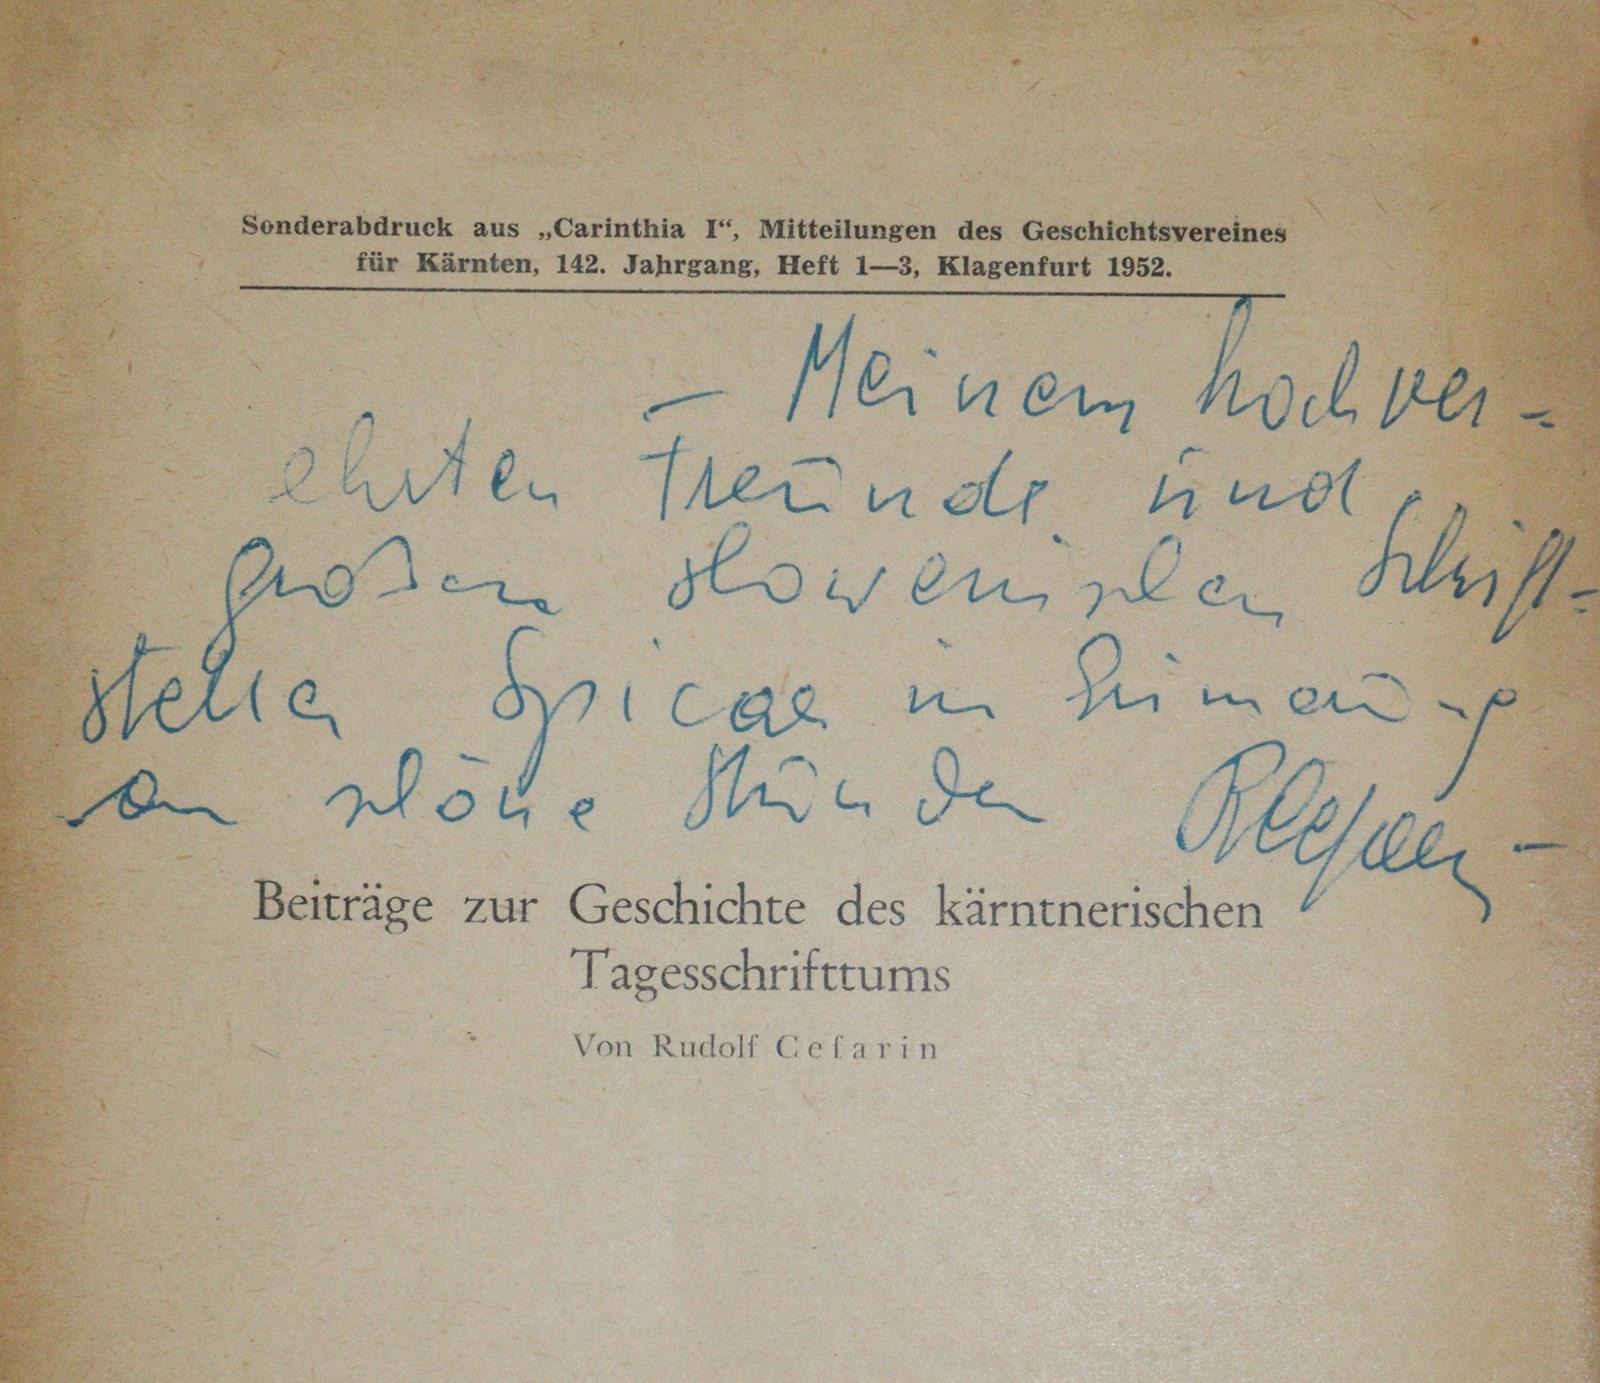 Sonderabdruck aus „Carinthia I“, Mitteilungen des Geschichtsvereines
für Kärnten, 142. Jahrgang, Heft 1—3, Klagenfurt 1952.
— Meinem hochver-
ehrten Freunde und
großen slowenischen Schrift-
steller in Erinnerung
an schöne Stunden
Beiträge zur Geschichte des kärntnerischen
Tagesschrifttums
Von Rudolf Cefarin